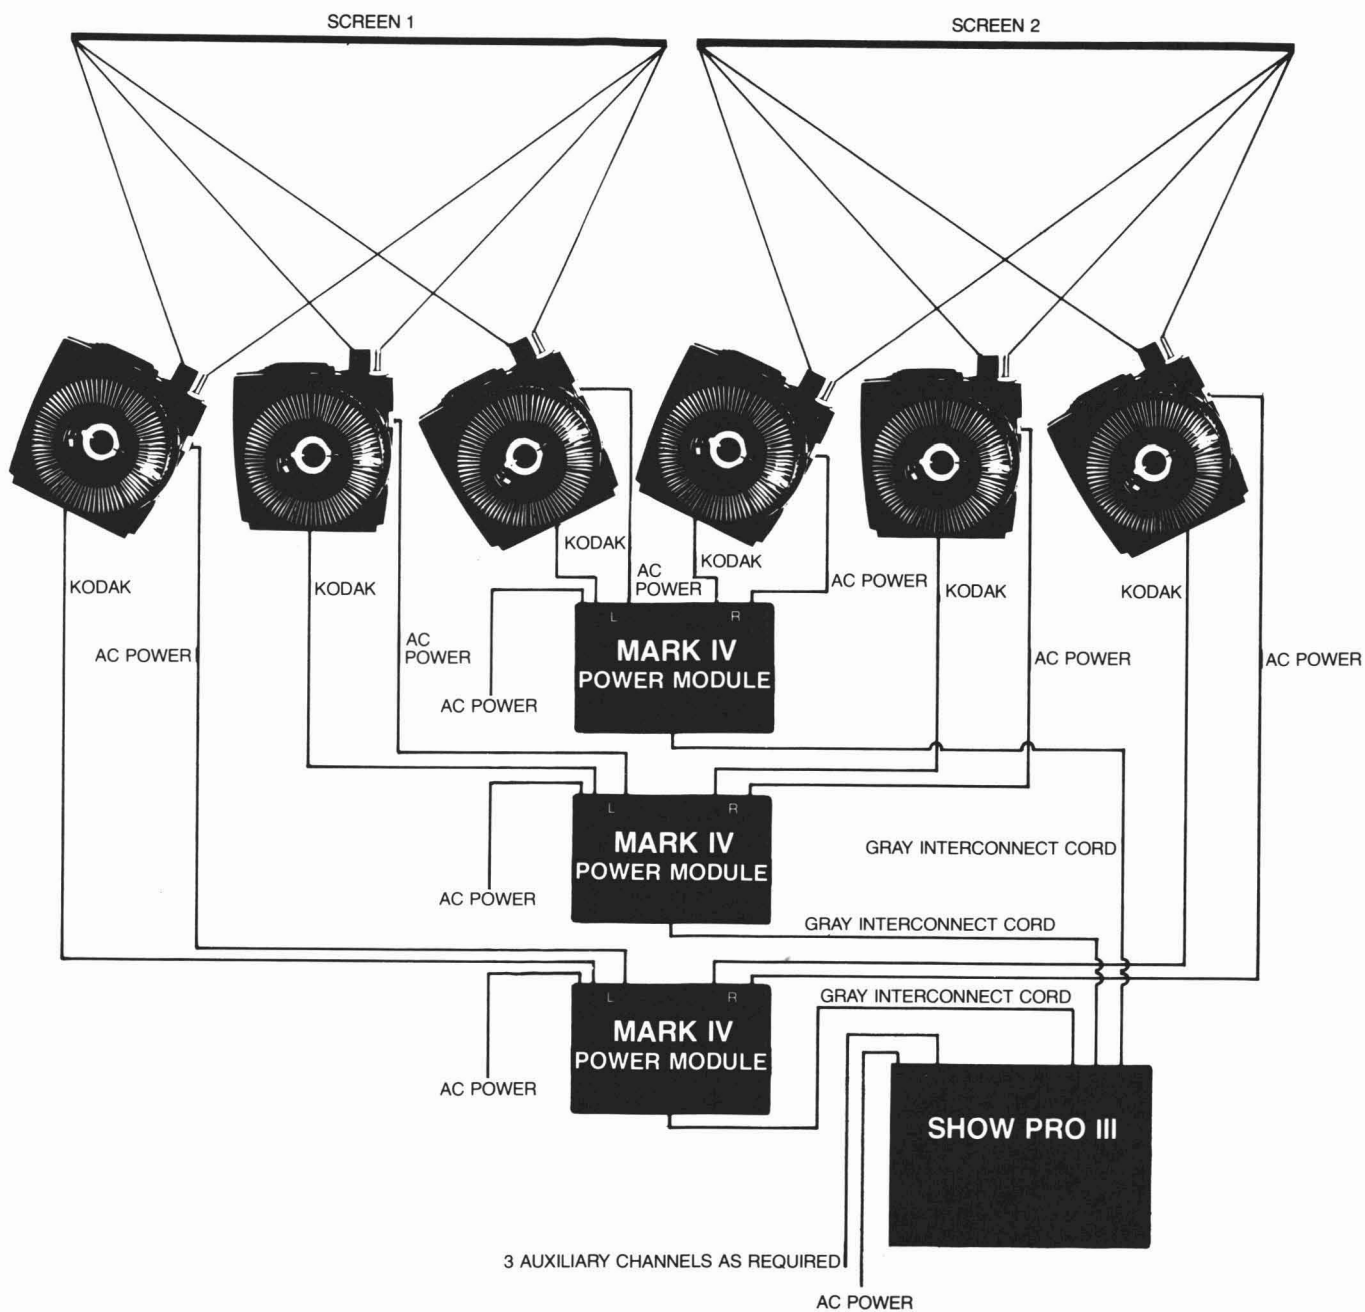 SCREEN 1
SCREEN 2
KODAK
KODAK
KODAK
KODAK
KODAK
KODAK
AC
POWER
AC POWER
AC POWER
AC
POWER
AC POWER
AC POWER
L
R
MARK IV
POWER MODULE
AC POWER
L
R
MARK IV
POWER MODULE
AC POWER
GRAY INTERCONNECT CORD
GRAY INTERCONNECT CORD
L
R
MARK IV
POWER MODULE
AC POWER
GRAY INTERCONNECT CORD
SHOW PRO III
3 AUXILIARY CHANNELS AS REQUIRED
AC POWER